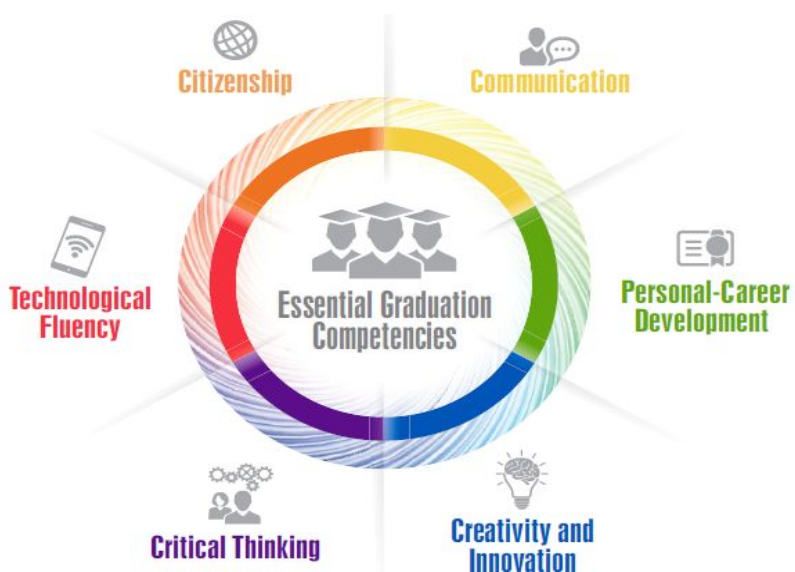 Citizenship
Communication
Technological
Fluency
Essential Graduation
Competencies
Personal-Career
Development
Critical Thinking
Creativity and
Innovation